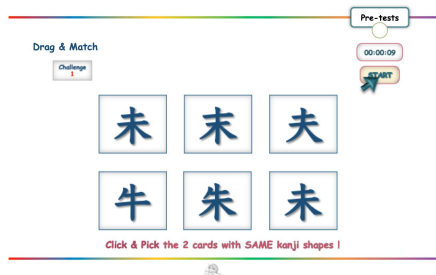 Pre-tests
Drag & Match
00:00:09
Challenge
1
START
未 末 夫
牛 朱 未
Click & Pick the 2 cards with SAME kanji shapes !